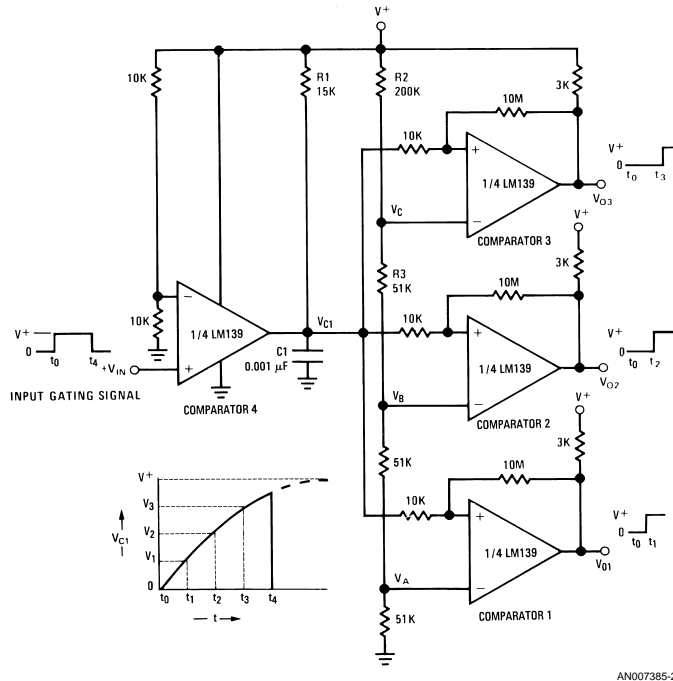 V+
10K
R1
15K
R2
200K
10M
3K
10K
+
1/4 LM139
−
V+
0
t0
t3
VO3
VC
COMPARATOR 3
V+
3K
R3
51K
10M
10K
+
1/4 LM139
−
V+
0
t0
t2
VO2
VB
COMPARATOR 2
V+
0
t0
t4
+VIN
INPUT GATING SIGNAL
10K
−
1/4 LM139
+
COMPARATOR 4
VC1
C1
0.001 µF
V+
3K
51K
10M
10K
+
1/4 LM139
−
V+
0
t0
t1
V01
VA
COMPARATOR 1
51K
V+
V3
V2
V1
0
VC1
t0
t1
t2
t3
t4
t
AN007385-2